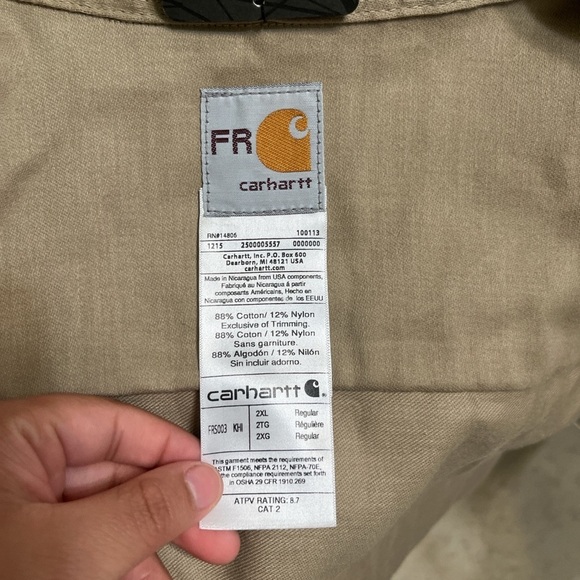 FR
carhartt
RN#14806 100113
1215 2500005557 0000000
Carhartt, Inc. P.O. Box 600
Dearborn, MI 48121 USA
carhartt.com
Made in Nicaragua from USA components,
Fabriqué au Nicaragua à partir
composants Américains, Hecho en
Nicaragua con componentes de los EEUU
88% Cotton/ 12% Nylon
Exclusive of Trimming.
88% Coton / 12% Nylon
Sans garniture.
88% Algodón / 12% Nilón
Sin incluir adorno.
carhartt
FRS003 KHI 2XL Regular
2TG Régulière
2XG Regular
This garment meets the requirements of
STM F1506, NFPA 2112, NFPA-70E,
the compliance requirements set forth
in OSHA 29 CFR 1910.269
ATPV RATING: 8.7
CAT 2